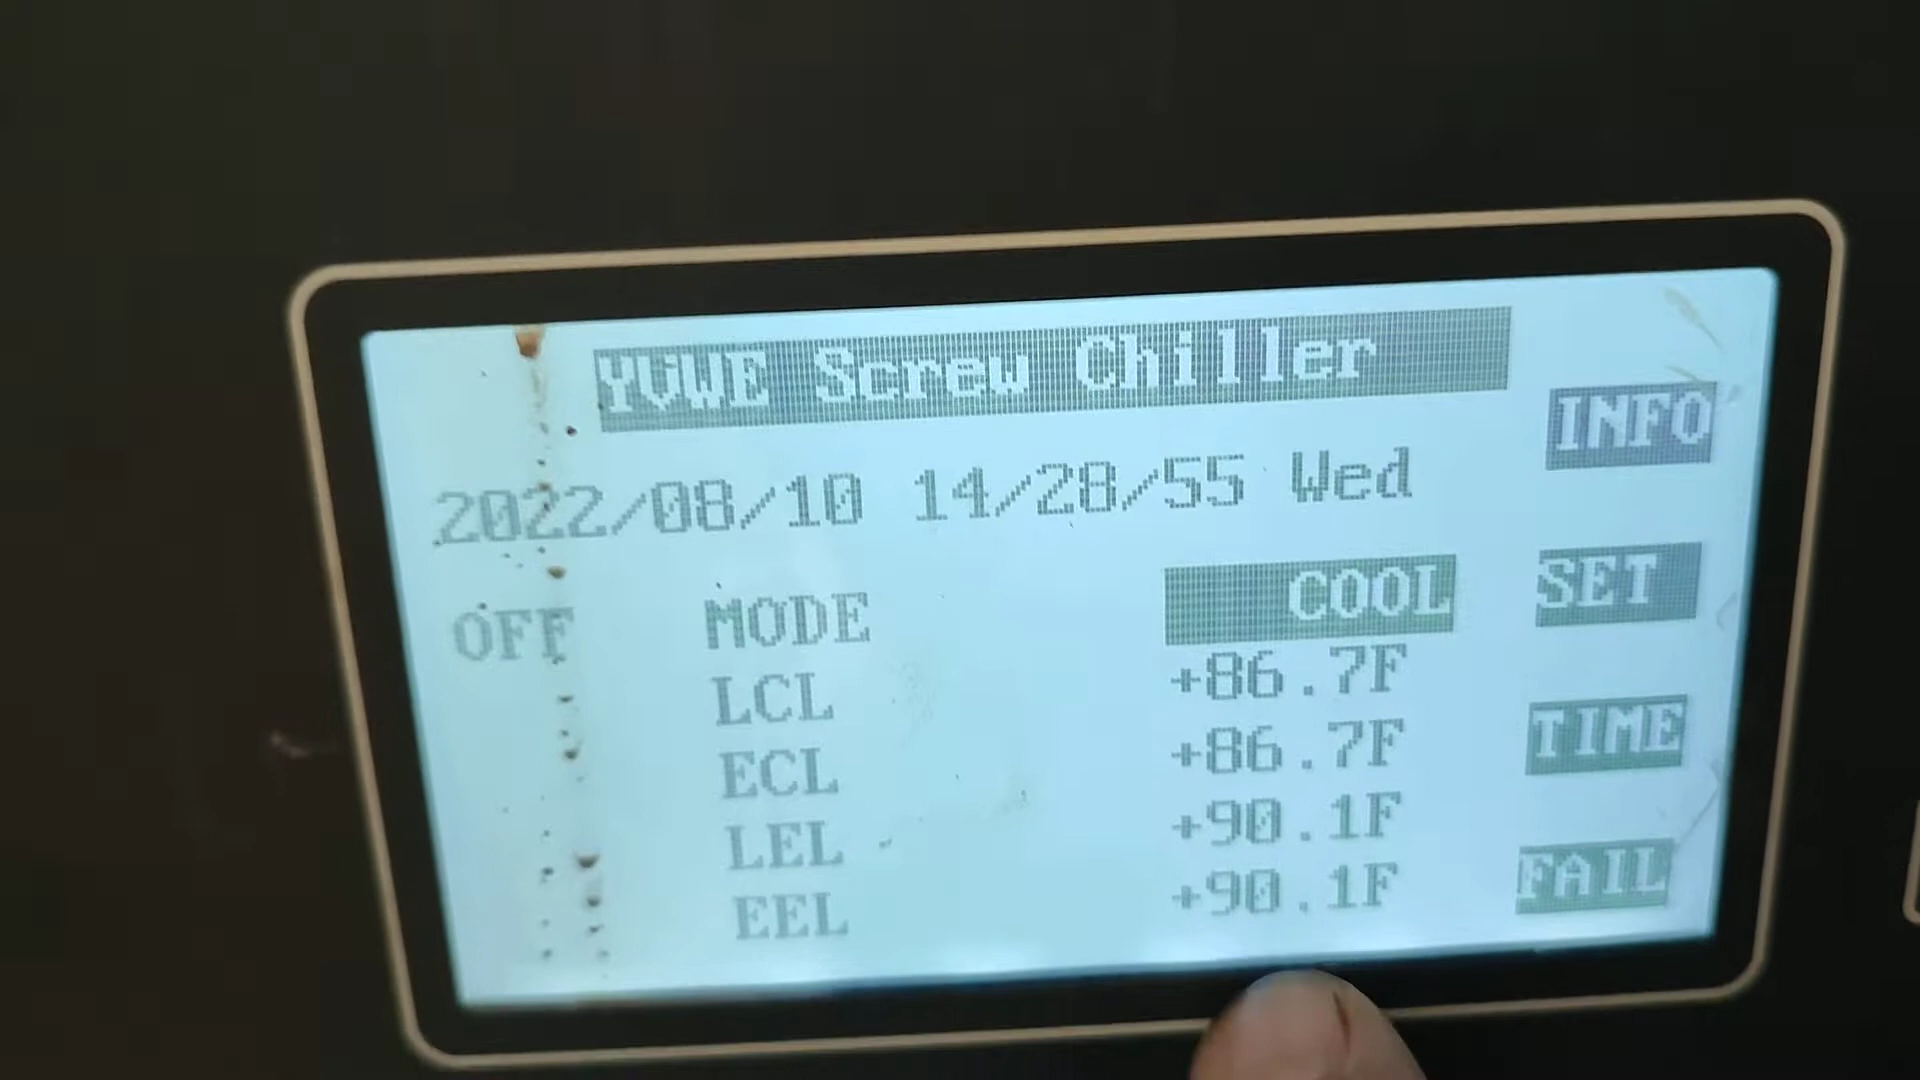 YVWE Screw Chiller
INFO
2022/08/10 14/28/55 Wed
OFF MODE COOL SET
LCL +86.7F
ECL +86.7F TIME
LEL +90.1F
EEL +90.1F FAIL